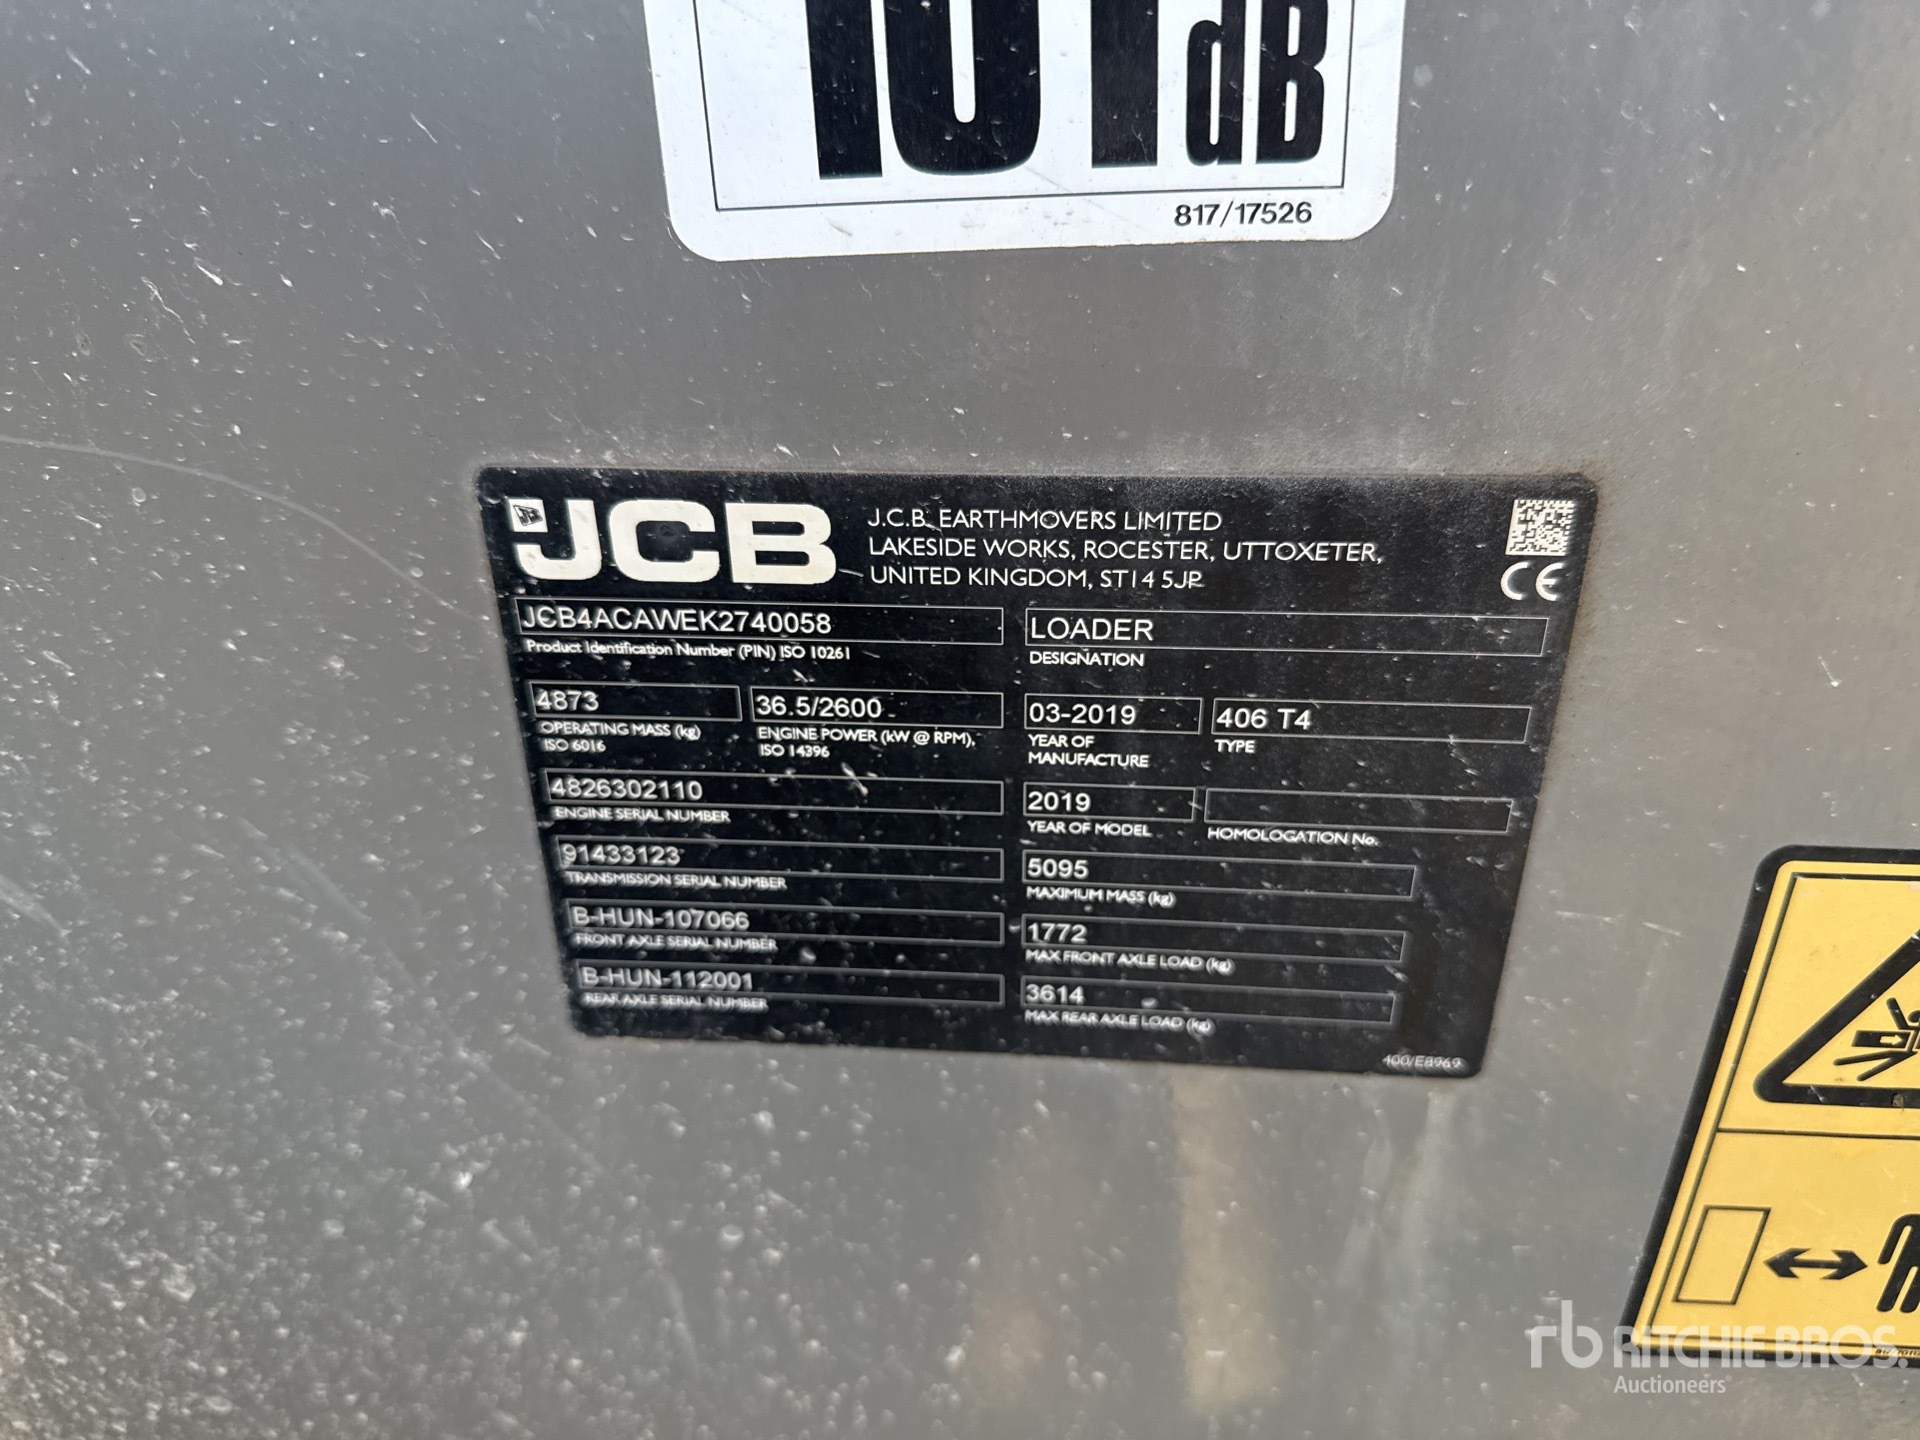 101dB
817/17526
JCB
J.C.B. EARTHMOVERS LIMITED
LAKESIDE WORKS, ROCESTER, UTTOXETER,
UNITED KINGDOM, ST14 5JP
CE
JCB4ACAWEK2740058
Product Identification Number (PIN) ISO 10261
LOADER
DESIGNATION
4873
OPERATING MASS (kg)
ISO 6016
36.5/2600
ENGINE POWER (kW @ RPM),
ISO 14396
03-2019
YEAR OF
MANUFACTURE
406 T4
TYPE
4826302110
ENGINE SERIAL NUMBER
2019
YEAR OF MODEL
HOMOLOGATION No.
91433123
TRANSMISSION SERIAL NUMBER
5095
MAXIMUM MASS (kg)
B-HUN-107066
FRONT AXLE SERIAL NUMBER
1772
MAX FRONT AXLE LOAD (kg)
B-HUN-112001
REAR AXLE SERIAL NUMBER
3614
MAX REAR AXLE LOAD (kg)
400/E8969
rb RITCHIE BROS.
Auctioneers